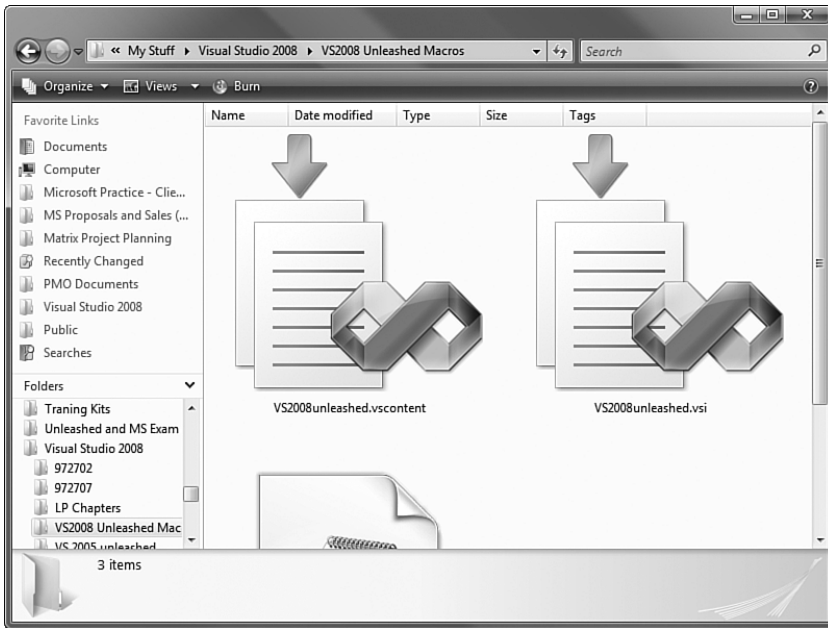 « My Stuff ▸ Visual Studio 2008 ▸ VS2008 Unleashed Macros
Search
Organize Views Burn
Favorite Links
Documents
Computer
Microsoft Practice - Clie...
MS Proposals and Sales (...
Matrix Project Planning
Recently Changed
PMO Documents
Visual Studio 2008
Public
Searches
Folders
Traning Kits
Unleashed and MS Exam
Visual Studio 2008
972702
972707
LP Chapters
VS2008 Unleashed Mac
VS 2005 unleashed
Name Date modified Type Size Tags
VS2008unleashed.vscontent
VS2008unleashed.vsi
3 items